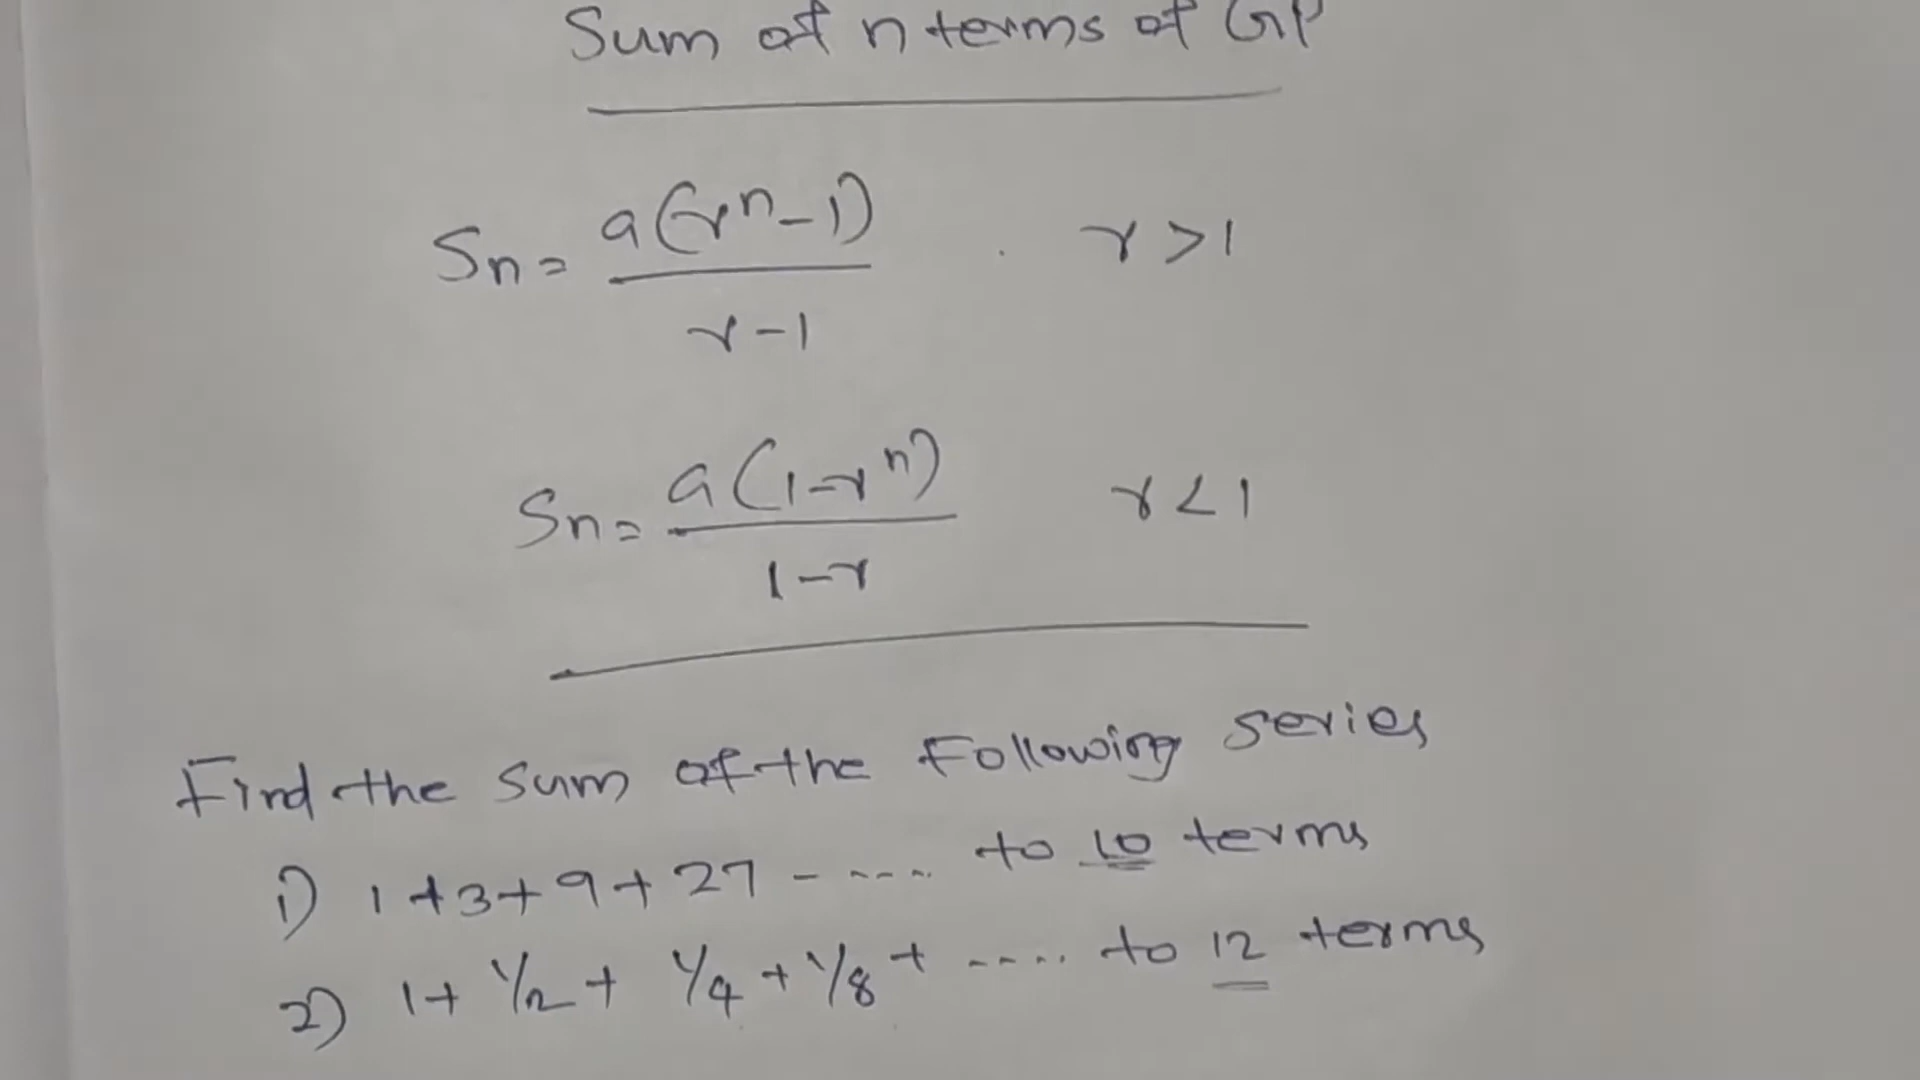 Sum of n terms of GP
Sn = a(r^n - 1) / r - 1    r > 1
Sn = a(1 - r^n) / 1 - r    r < 1
Find the sum of the Following series
1) 1 + 3 + 9 + 27 - .... to 10 terms
2) 1 + 1/2 + 1/4 + 1/8 + .... to 12 terms